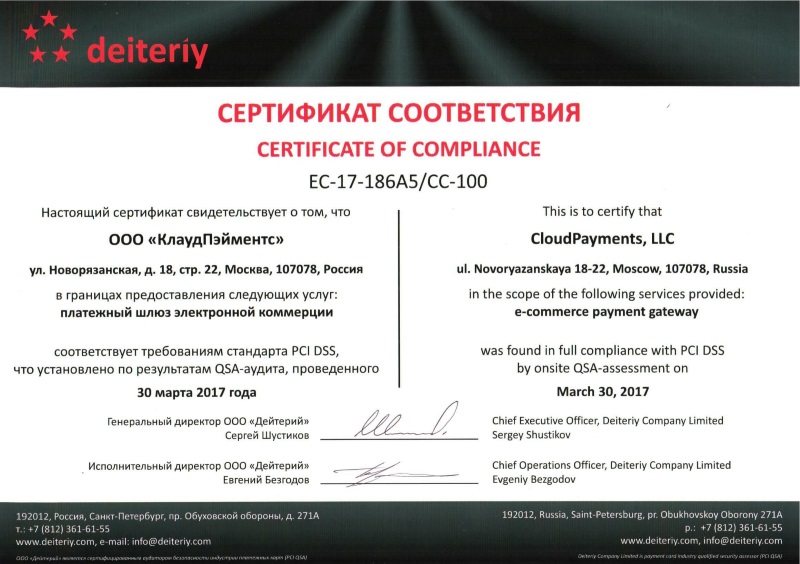 deiteriy
СЕРТИФИКАТ СООТВЕТСТВИЯ
CERTIFICATE OF COMPLIANCE
EC-17-186A5/CC-100
Настоящий сертификат свидетельствует о том, что
ООО «КлаудПэйментс»
ул. Новорязанская, д. 18, стр. 22, Москва, 107078, Россия
в границах предоставления следующих услуг:
платежный шлюз электронной коммерции
соответствует требованиям стандарта PCI DSS,
что установлено по результатам QSA-аудита, проведенного
30 марта 2017 года
This is to certify that
CloudPayments, LLC
ul. Novoryazanskaya 18-22, Moscow, 107078, Russia
in the scope of the following services provided:
e-commerce payment gateway
was found in full compliance with PCI DSS
by onsite QSA-assessment on
March 30, 2017
Генеральный директор ООО «Дейтерий»
Сергей Шустиков
Chief Executive Officer, Deiteriy Company Limited
Sergey Shustikov
Исполнительный директор ООО «Дейтерий»
Евгений Безгодов
Chief Operations Officer, Deiteriy Company Limited
Evgeniy Bezgodov
192012, Россия, Санкт-Петербург, пр. Обуховской обороны, д. 271А
т.: +7 (812) 361-61-55
www.deiteriy.com, e-mail: info@deiteriy.com
ООО «Дейтерий» является сертифицированным аудитором безопасности индустрии платежных карт (PCI QSA)
192012, Russia, Saint-Petersburg, pr. Obukhovskoy Oborony 271A
p.: +7 (812) 361-61-55
www.deiteriy.com, info@deiteriy.com
Deiteriy Company Limited is payment card industry qualified security assessor (PCI QSA)